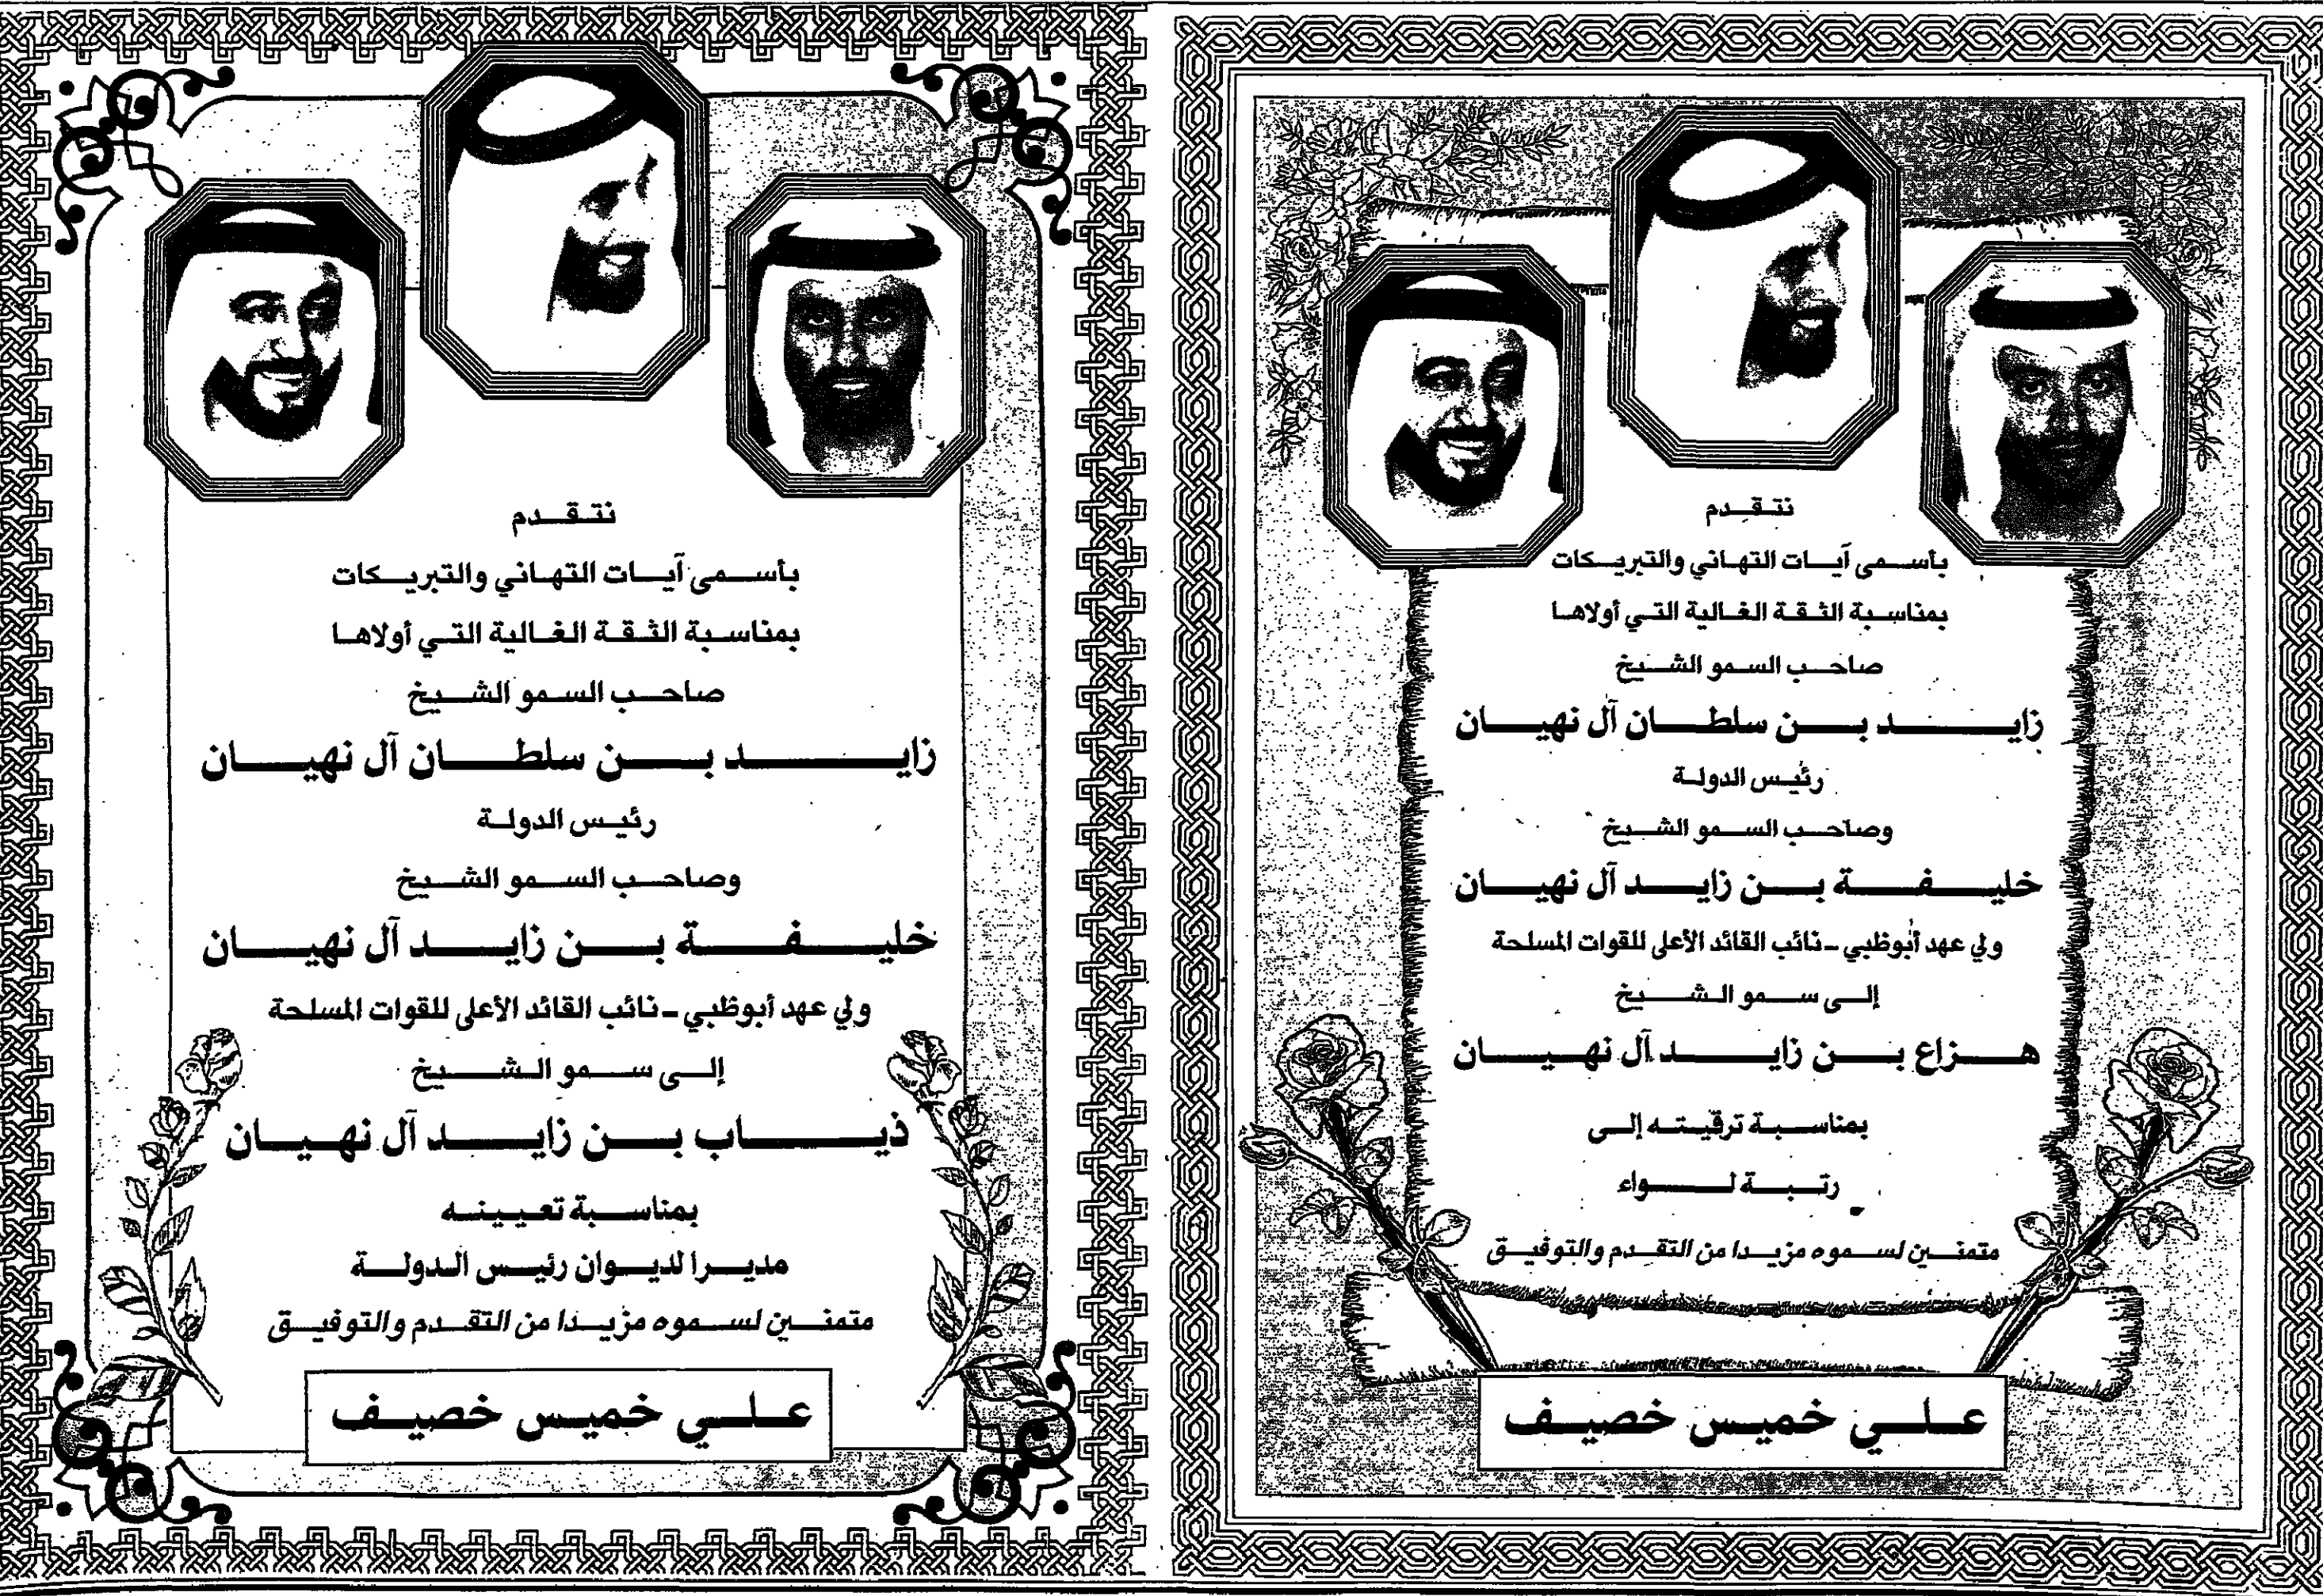 نتقدم
بأسمى آيات التهاني والتبريكات
بمناسبة الثقة الغالية التي أولاها
صاحب السمو الشيخ
زايد بن سلطان آل نهيان
رئيس الدولة
وصاحب السمو الشيخ
خليفة بن زايد آل نهيان
ولي عهد أبوظبي - نائب القائد الأعلى للقوات المسلحة
إلى سمو الشيخ
هزاع بن زايد آل نهيان
بمناسبة ترقيته إلى
رتبة لواء
متمنين لسموه مزيدا من التقدم والتوفيق
علي خميس خصيف
نتقدم
بأسمى آيات التهاني والتبريكات
بمناسبة الثقة الغالية التي أولاها
صاحب السمو الشيخ
زايد بن سلطان آل نهيان
رئيس الدولة
وصاحب السمو الشيخ
خليفة بن زايد آل نهيان
ولي عهد أبوظبي - نائب القائد الأعلى للقوات المسلحة
إلى سمو الشيخ
ذياب بن زايد آل نهيان
بمناسبة تعيينه
مديرا لديوان رئيس الدولة
متمنين لسموه مزيدا من التقدم والتوفيق
علي خميس خصيف